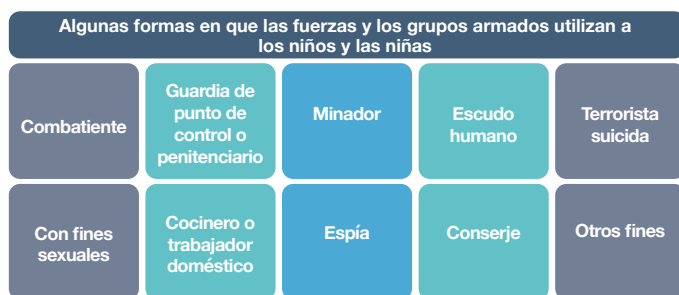 Algunas formas en que las fuerzas y los grupos armados utilizan a
los niños y las niñas
Combatiente
Guardia de
punto de
control o
penitenciario
Minador
Escudo
humano
Terrorista
suicida
Con fines
sexuales
Cocinero o
trabajador
doméstico
Espía
Conserje
Otros fines